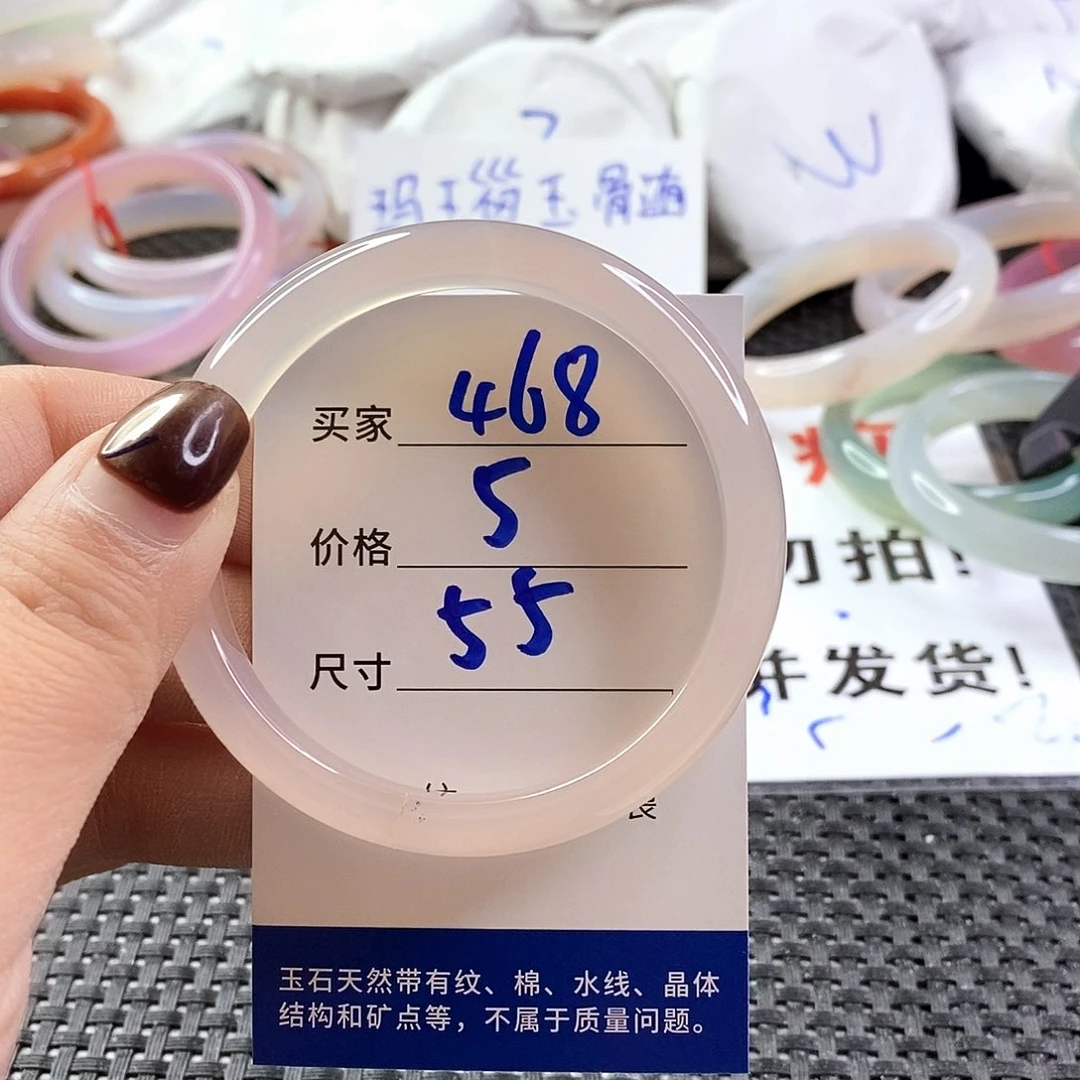 玛瑙玉骨髓
买家 468
价格 5
尺寸 55
勿拍!
并发货!
玉石天然带有纹、棉、水线、晶体
结构和矿点等，不属于质量问题。